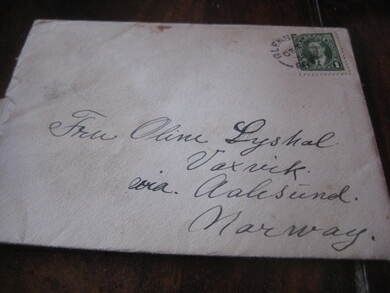 Fru Oline Lyshol.
Vaxvik.
via. Aalesund.
Norway.